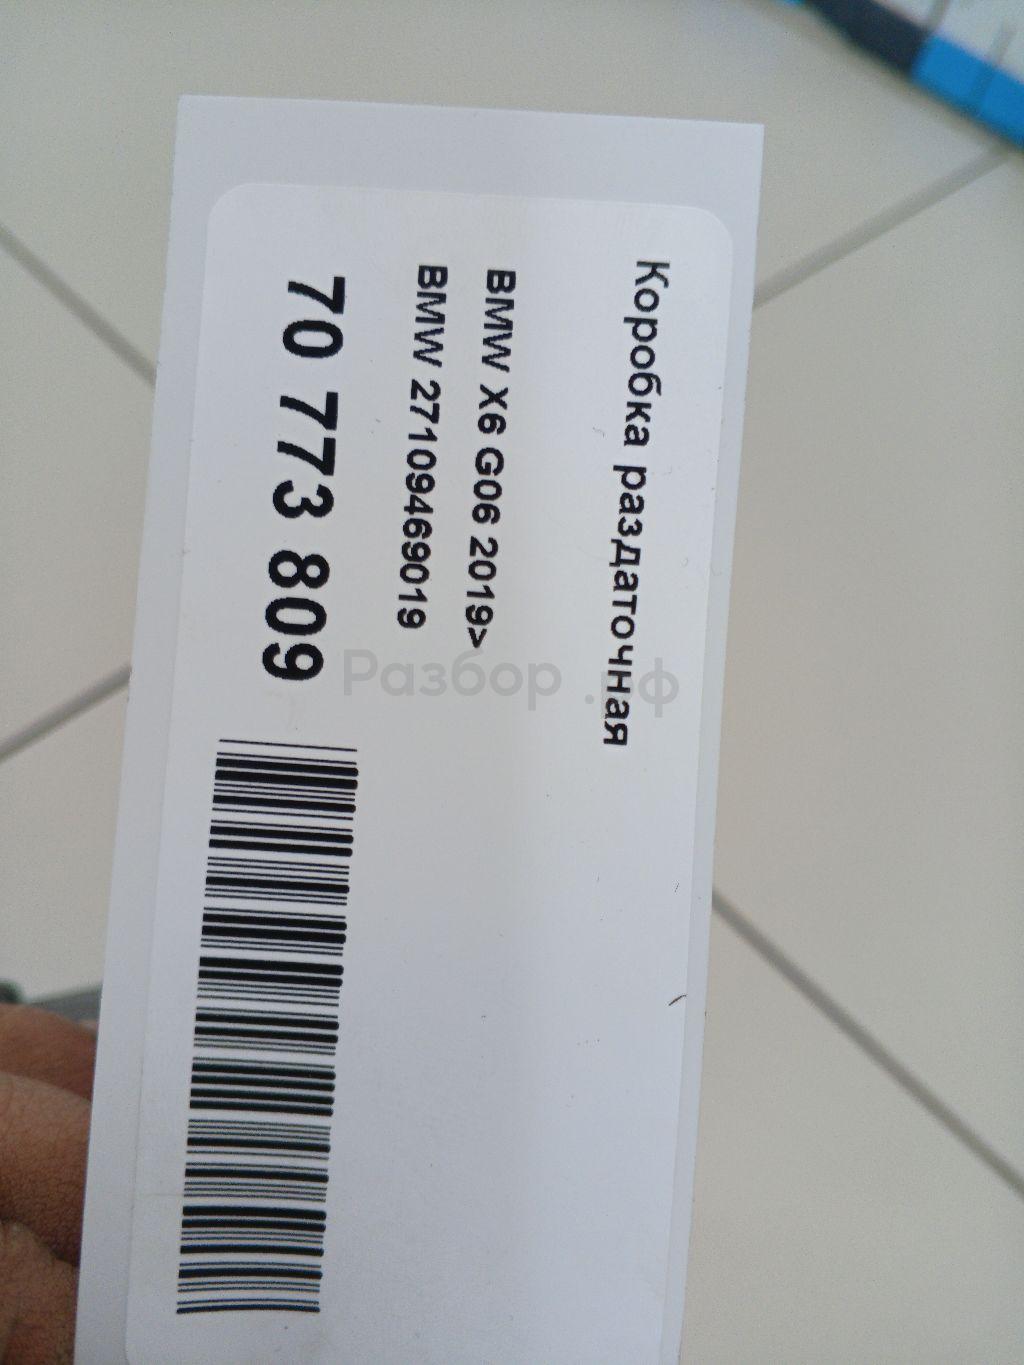 Коробка раздаточная
BMW X6 G06 2019>
BMW 27109469019
70 773 809
Разбор.рф